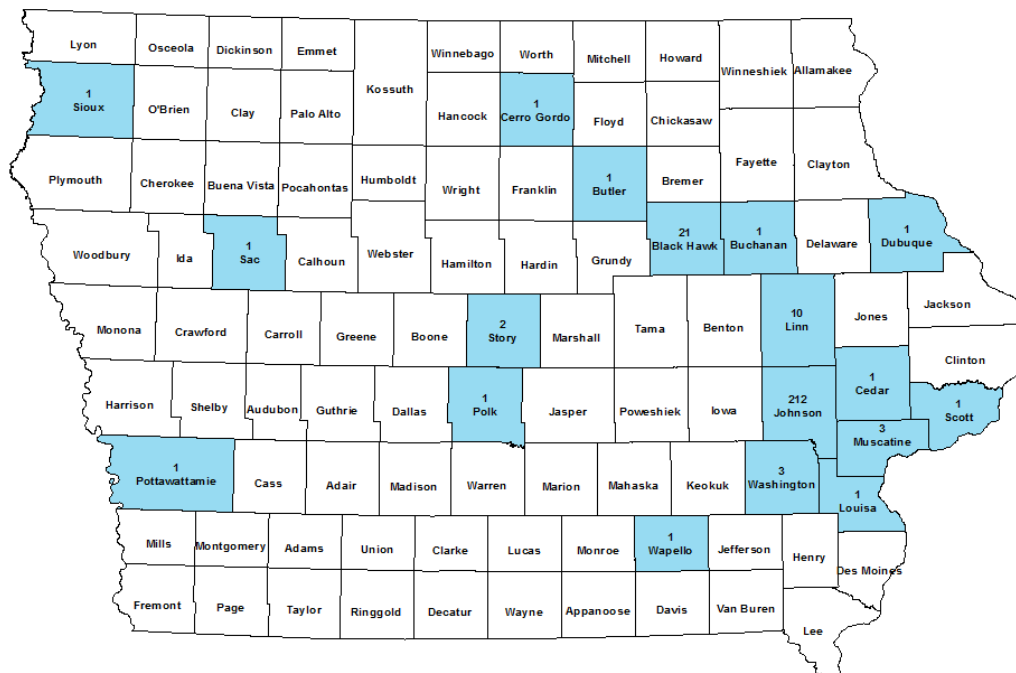 Lyon
Osceola
Dickinson
Emmet
Kossuth
Winnebago
Worth
Mitchell
Howard
Winneshiek
Allamakee
1
Sioux
O'Brien
Clay
Palo Alto
Hancock
1
Cerro Gordo
Floyd
Chickasaw
Fayette
Clayton
Plymouth
Cherokee
Buena Vista
Pocahontas
Humboldt
Wright
Franklin
1
Butler
Bremer
Woodbury
Ida
1
Sac
Calhoun
Webster
Hamilton
Hardin
Grundy
21
Black Hawk
1
Buchanan
Delaware
1
Dubuque
Monona
Crawford
Carroll
Greene
Boone
2
Story
Marshall
Tama
Benton
10
Linn
Jones
Jackson
Clinton
Harrison
Shelby
Audubon
Guthrie
Dallas
1
Polk
Jasper
Poweshiek
Iowa
212
Johnson
1
Cedar
1
Scott
3
Muscatine
1
Pottawattamie
Cass
Adair
Madison
Warren
Marion
Mahaska
Keokuk
3
Washington
1
Louisa
Mills
Montgomery
Adams
Union
Clarke
Lucas
Monroe
1
Wapello
Jefferson
Henry
Des Moines
Fremont
Page
Taylor
Ringgold
Decatur
Wayne
Appanoose
Davis
Van Buren
Lee